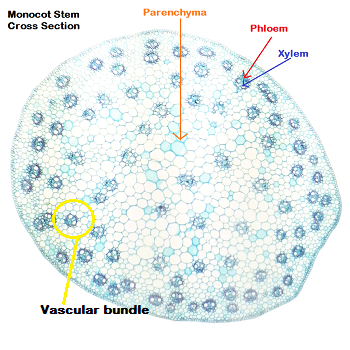 Monocot Stem
Cross Section
Parenchyma
Phloem
Xylem
Vascular bundle